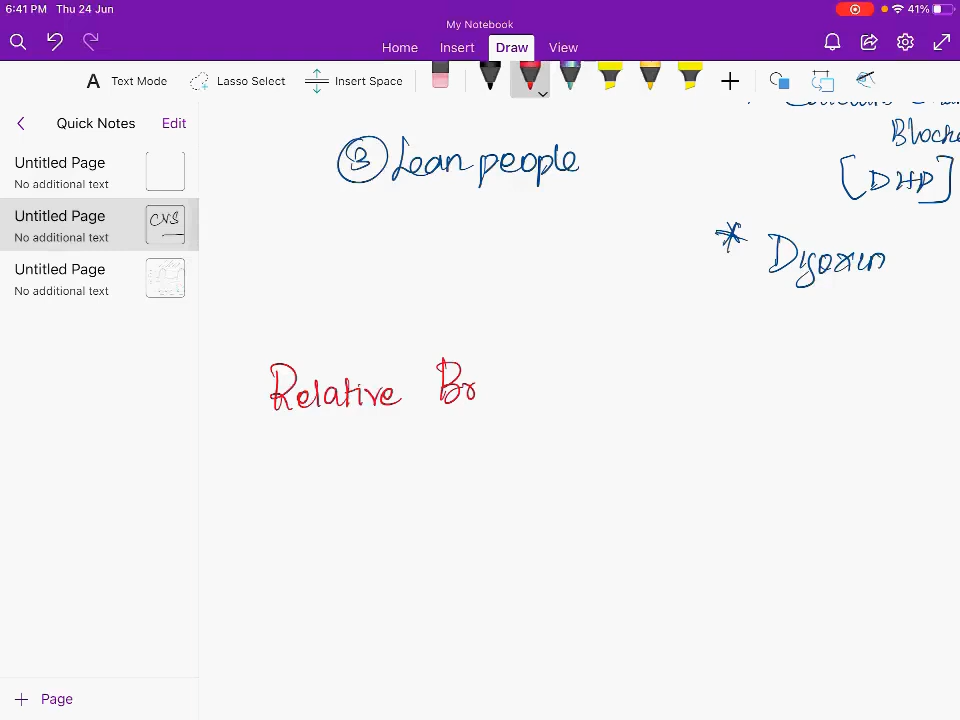 6:41 PM Thu 24 Jun
My Notebook
41%
Home Insert Draw View
Text Mode Lasso Select Insert Space
Quick Notes Edit
Untitled Page
No additional text
Untitled Page
No additional text
CNS
Untitled Page
No additional text
Page
Blocke
③ Lean people
[DHP]
* Digoxin
Relative Br